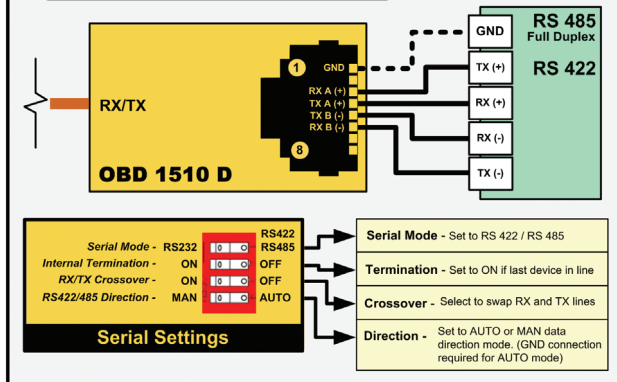 RS 485
Full Duplex
RS 422
GND
TX (+)
RX (+)
RX (-)
TX (-)
1
GND
RX A (+)
TX A (+)
TX B (-)
RX B (-)
8
RX/TX
OBD 1510 D
RS422
Serial Mode - RS232 RS485
Internal Termination - ON OFF
RX/TX Crossover - ON OFF
RS422/485 Direction - MAN AUTO
Serial Settings
Serial Mode - Set to RS 422 / RS 485
Termination - Set to ON if last device in line
Crossover - Select to swap RX and TX lines
Direction - Set to AUTO or MAN data
direction mode. (GND connection
required for AUTO mode)